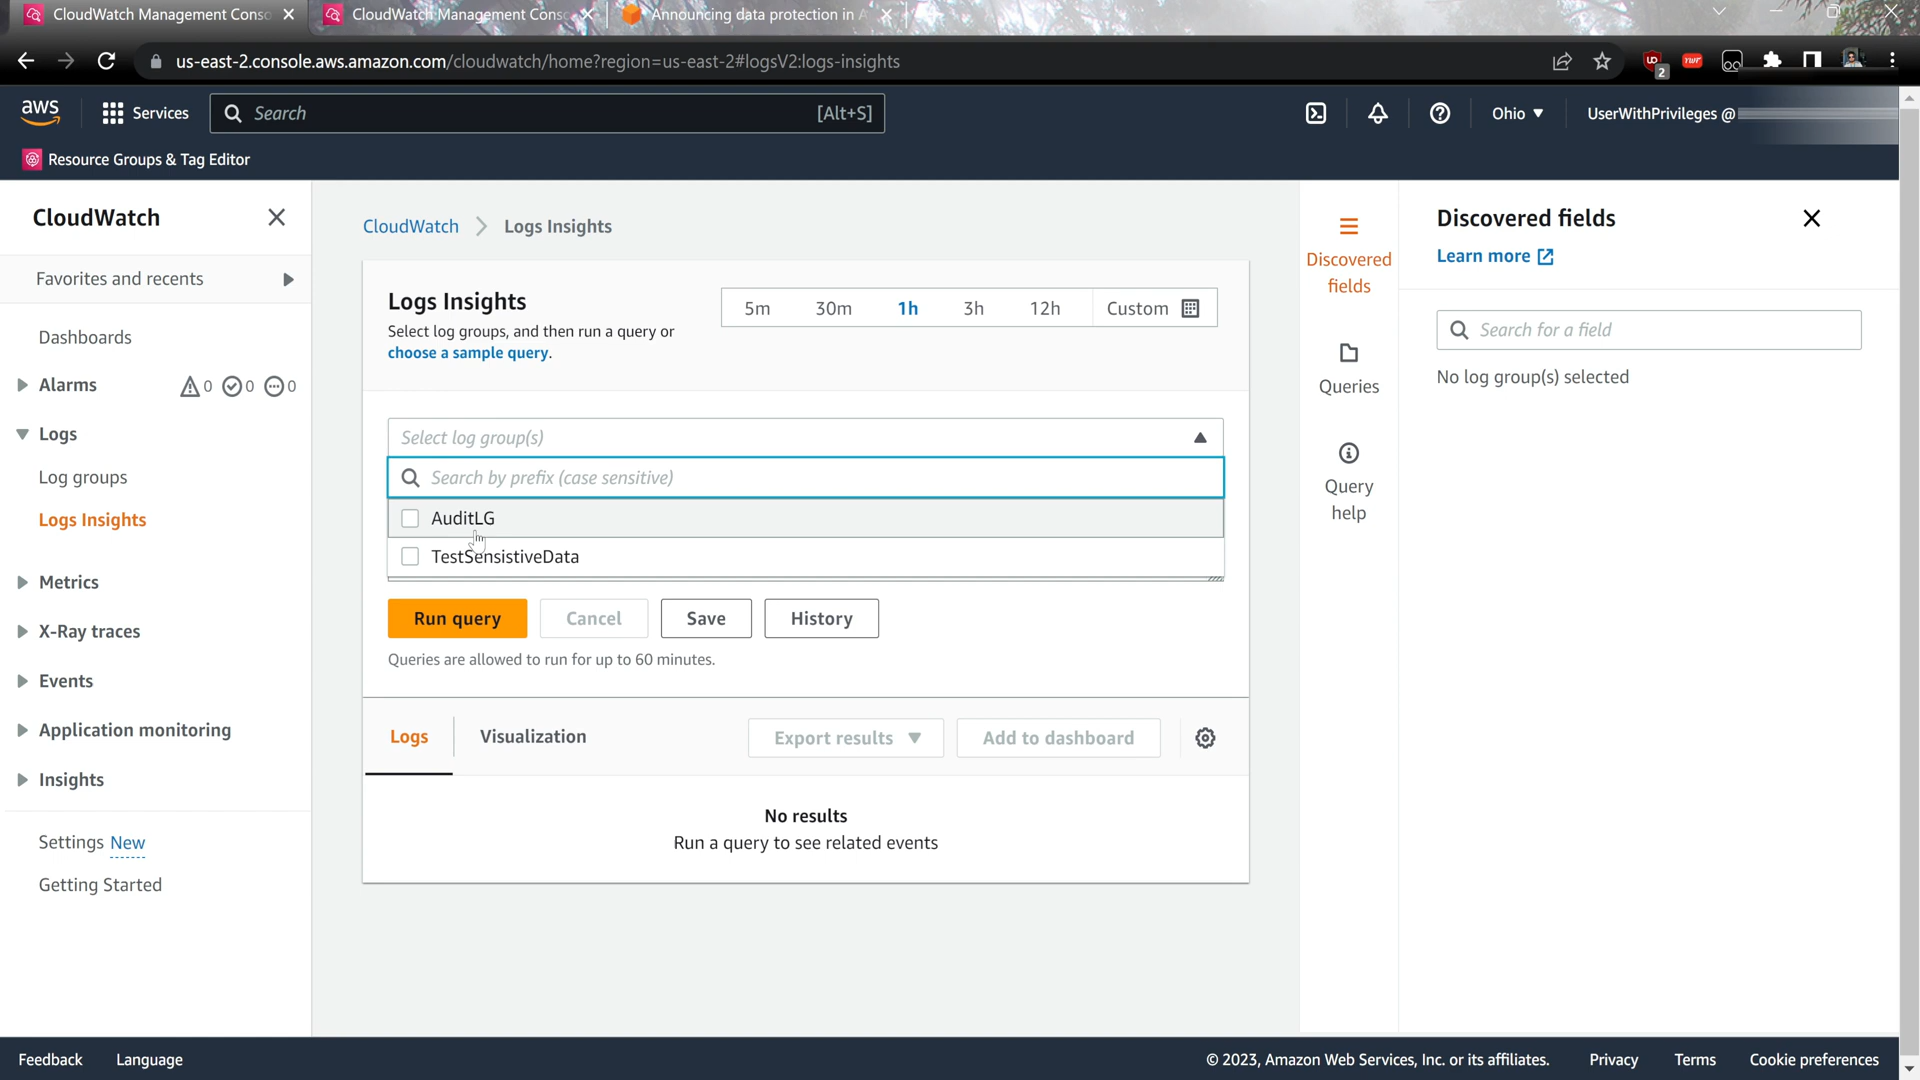 CloudWatch Management Conso
CloudWatch Management Conso
Announcing data protection in A
us-east-2.console.aws.amazon.com/cloudwatch/home?region=us-east-2#logsV2:logs-insights
2
aws
Services
Search
[Alt+S]
Ohio
UserWithPrivileges @
Resource Groups & Tag Editor
CloudWatch
Favorites and recents
Dashboards
Alarms
0
0
0
Logs
Log groups
Logs Insights
Metrics
X-Ray traces
Events
Application monitoring
Insights
Settings New
Getting Started
CloudWatch
Logs Insights
Logs Insights
Select log groups, and then run a query or
choose a sample query.
5m
30m
1h
3h
12h
Custom
Select log group(s)
Search by prefix (case sensitive)
AuditLG
TestSensistiveData
Run query
Cancel
Save
History
Queries are allowed to run for up to 60 minutes.
Logs
Visualization
Export results
Add to dashboard
No results
Run a query to see related events
Discovered
fields
Queries
Query
help
Discovered fields
Learn more
Search for a field
No log group(s) selected
Feedback
Language
© 2023, Amazon Web Services, Inc. or its affiliates.
Privacy
Terms
Cookie preferences